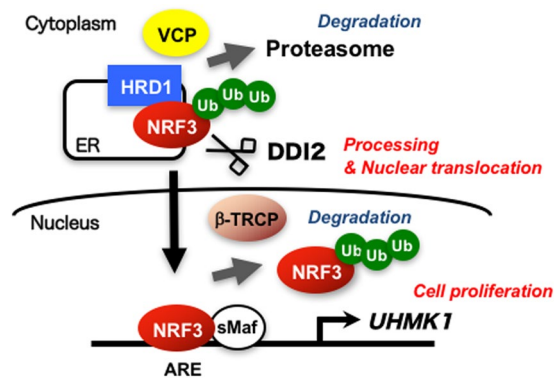 Cytoplasm
Degradation
VCP
Proteasome
HRD1
Ub Ub Ub
NRF3
ER
DDI2
Processing
& Nuclear translocation
Nucleus
β-TRCP
Degradation
NRF3
Ub Ub Ub
Cell proliferation
NRF3
sMaf
UHMK1
ARE